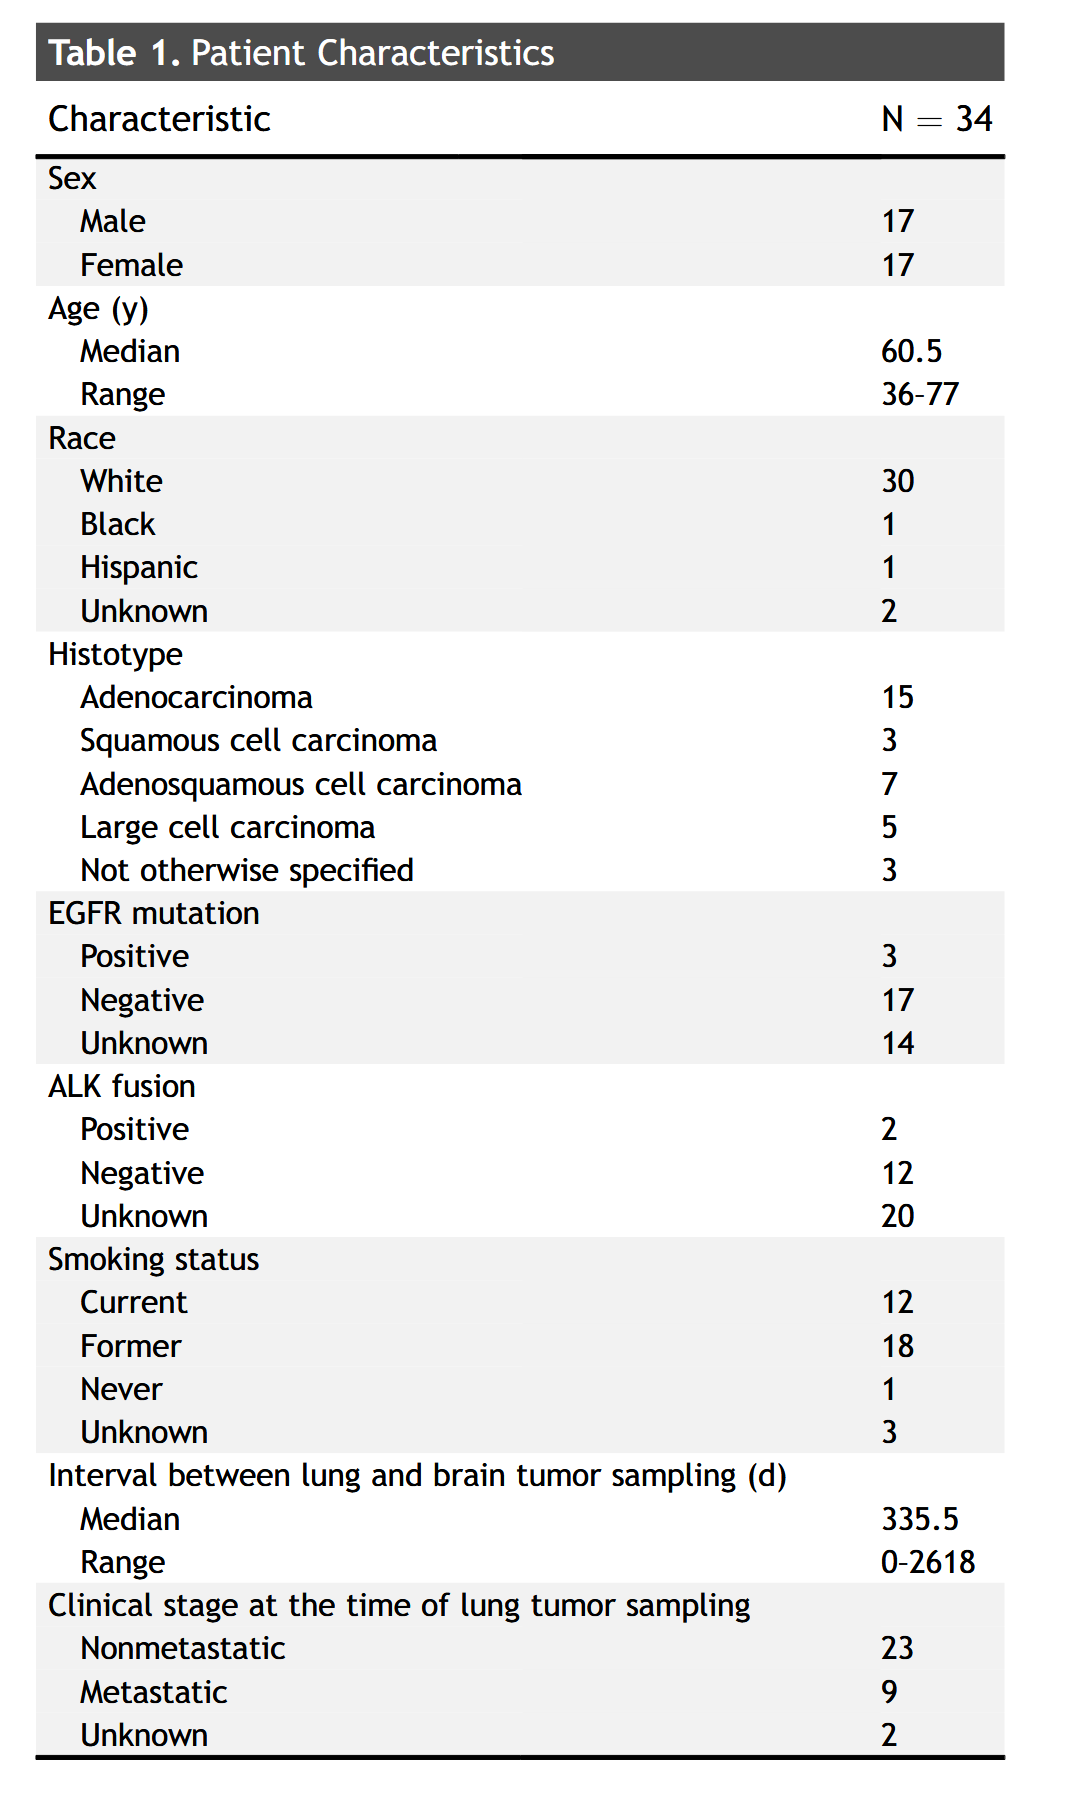 Table 1. Patient Characteristics
Characteristic N = 34
Sex
Male 17
Female 17
Age (y)
Median 60.5
Range 36–77
Race
White 30
Black 1
Hispanic 1
Unknown 2
Histotype
Adenocarcinoma 15
Squamous cell carcinoma 3
Adenosquamous cell carcinoma 7
Large cell carcinoma 5
Not otherwise specified 3
EGFR mutation
Positive 3
Negative 17
Unknown 14
ALK fusion
Positive 2
Negative 12
Unknown 20
Smoking status
Current 12
Former 18
Never 1
Unknown 3
Interval between lung and brain tumor sampling (d)
Median 335.5
Range 0–2618
Clinical stage at the time of lung tumor sampling
Nonmetastatic 23
Metastatic 9
Unknown 2